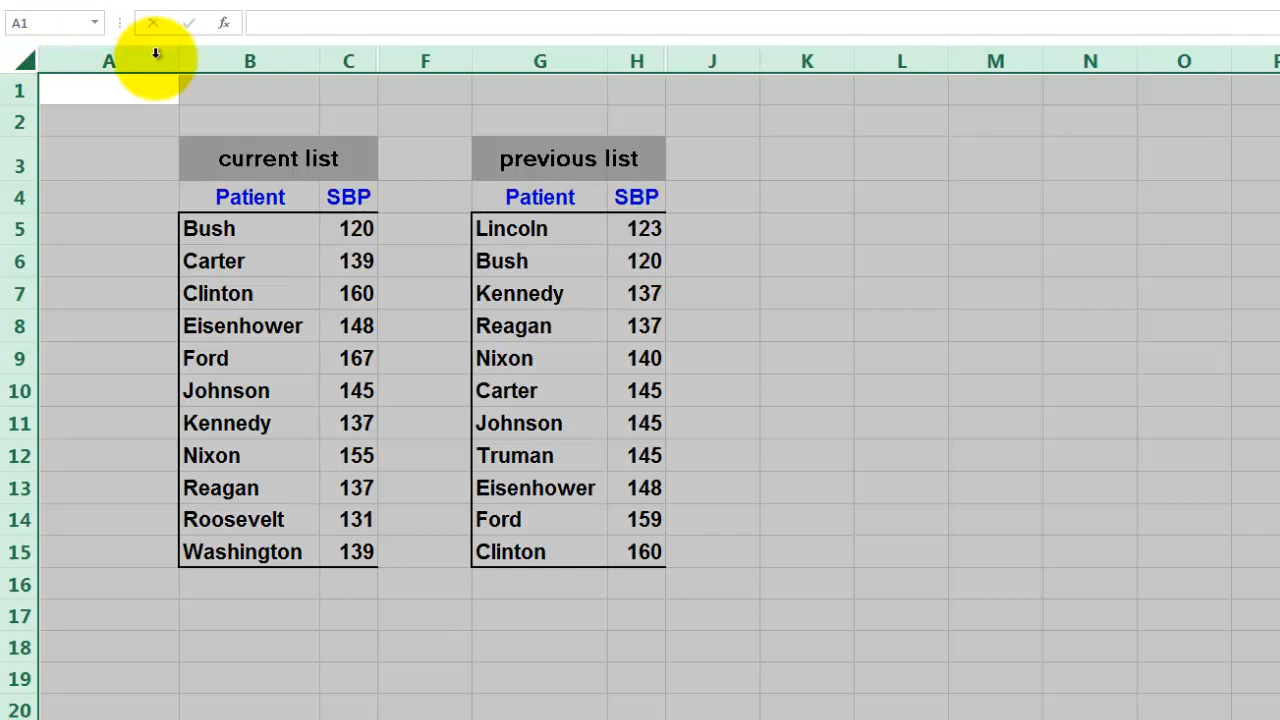 A1 fx
A B C F G H J K L M N O
1
2
3 current list previous list
4 Patient SBP Patient SBP
5 Bush 120 Lincoln 123
6 Carter 139 Bush 120
7 Clinton 160 Kennedy 137
8 Eisenhower 148 Reagan 137
9 Ford 167 Nixon 140
10 Johnson 145 Carter 145
11 Kennedy 137 Johnson 145
12 Nixon 155 Truman 145
13 Reagan 137 Eisenhower 148
14 Roosevelt 131 Ford 159
15 Washington 139 Clinton 160
16
17
18
19
20